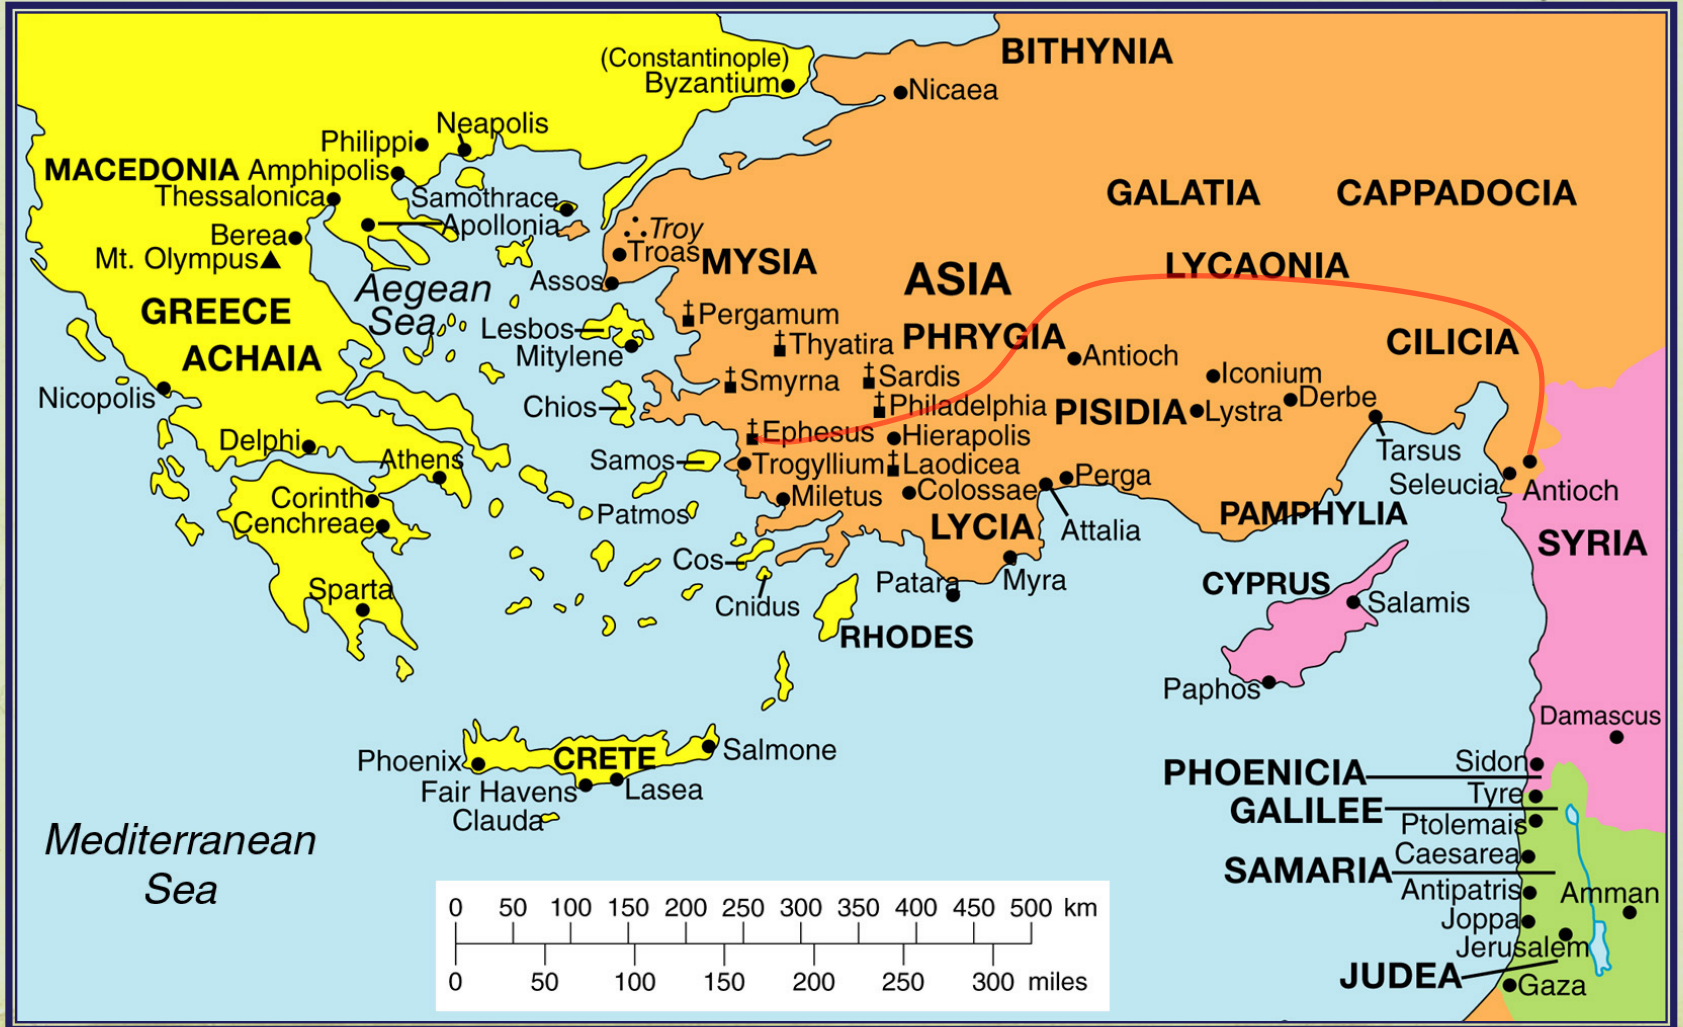 BITHYNIA
(Constantinople)
Byzantium
Nicaea
Neapolis
Philippi
MACEDONIA
Amphipolis
Thessalonica
Samothrace
Apollonia
GALATIA
CAPPADOCIA
Berea
Mt. Olympus
Troy
Troas
MYSIA
LYCAONIA
Aegean
Sea
Assos
ASIA
GREECE
Pergamum
Lesbos
Thyatira
PHRYGIA
CILICIA
ACHAIA
Mitylene
Antioch
Nicopolis
Smyrna
Sardis
Iconium
Chios
Philadelphia
PISIDIA
Lystra
Derbe
Delphi
Ephesus
Hierapolis
Tarsus
Athens
Samos
Trogyllium
Laodicea
Perga
Seleucia
Antioch
Corinth
Miletus
Colossae
Cenchreae
Patmos
LYCIA
Attalia
PAMPHYLIA
SYRIA
Cos
Sparta
Cnidus
Patara
Myra
CYPRUS
Salamis
RHODES
Paphos
Damascus
Phoenix
CRETE
Salmone
Sidon
PHOENICIA
Fair Havens
Lasea
Tyre
Clauda
GALILEE
Ptolemais
Mediterranean
Sea
Caesarea
SAMARIA
Antipatris
Amman
Joppa
Jerusalem
JUDEA
Gaza
0 50 100 150 200 250 300 350 400 450 500 km
0 50 100 150 200 250 300 miles